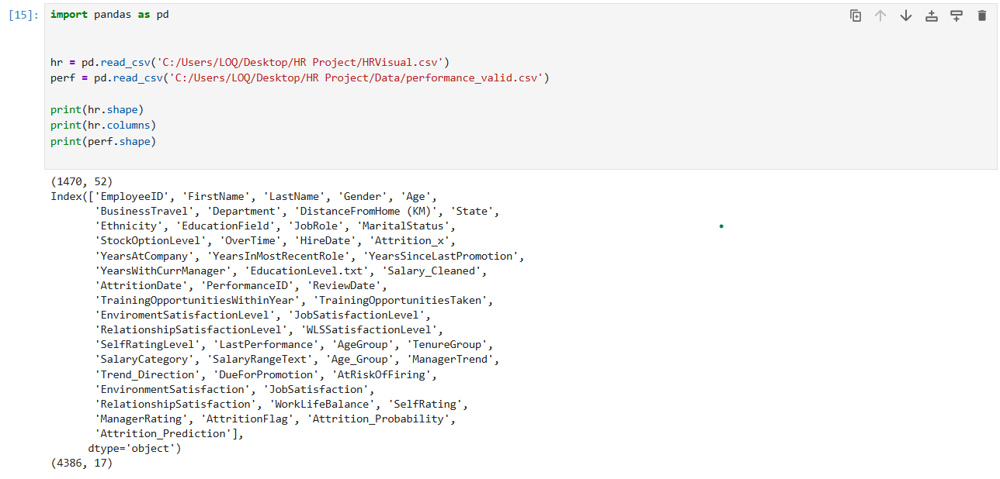 [15]: import pandas as pd
hr = pd.read_csv('C:/Users/LOQ/Desktop/HR Project/HRVisual.csv')
perf = pd.read_csv('C:/Users/LOQ/Desktop/HR Project/Data/performance_valid.csv')
print(hr.shape)
print(hr.columns)
print(perf.shape)
(1470, 52)
Index(['EmployeeID', 'FirstName', 'LastName', 'Gender', 'Age',
'BusinessTravel', 'Department', 'DistanceFromHome (KM)', 'State',
'Ethnicity', 'EducationField', 'JobRole', 'MaritalStatus',
'StockOptionLevel', 'OverTime', 'HireDate', 'Attrition_x',
'YearsAtCompany', 'YearsInMostRecentRole', 'YearsSinceLastPromotion',
'YearsWithCurrManager', 'EducationLevel.txt', 'Salary_Cleaned',
'AttritionDate', 'PerformanceID', 'ReviewDate',
'TrainingOpportunitiesWithinYear', 'TrainingOpportunitiesTaken',
'EnviromentSatisfactionLevel', 'JobSatisfactionLevel',
'RelationshipSatisfactionLevel', 'WLSSatisfactionLevel',
'SelfRatingLevel', 'LastPerformance', 'AgeGroup', 'TenureGroup',
'SalaryCategory', 'SalaryRangeText', 'Age_Group', 'ManagerTrend',
'Trend_Direction', 'DueForPromotion', 'AtRiskOfFiring',
'EnvironmentSatisfaction', 'JobSatisfaction',
'RelationshipSatisfaction', 'WorkLifeBalance', 'SelfRating',
'ManagerRating', 'AttritionFlag', 'Attrition_Probability',
'Attrition_Prediction'],
dtype='object')
(4386, 17)